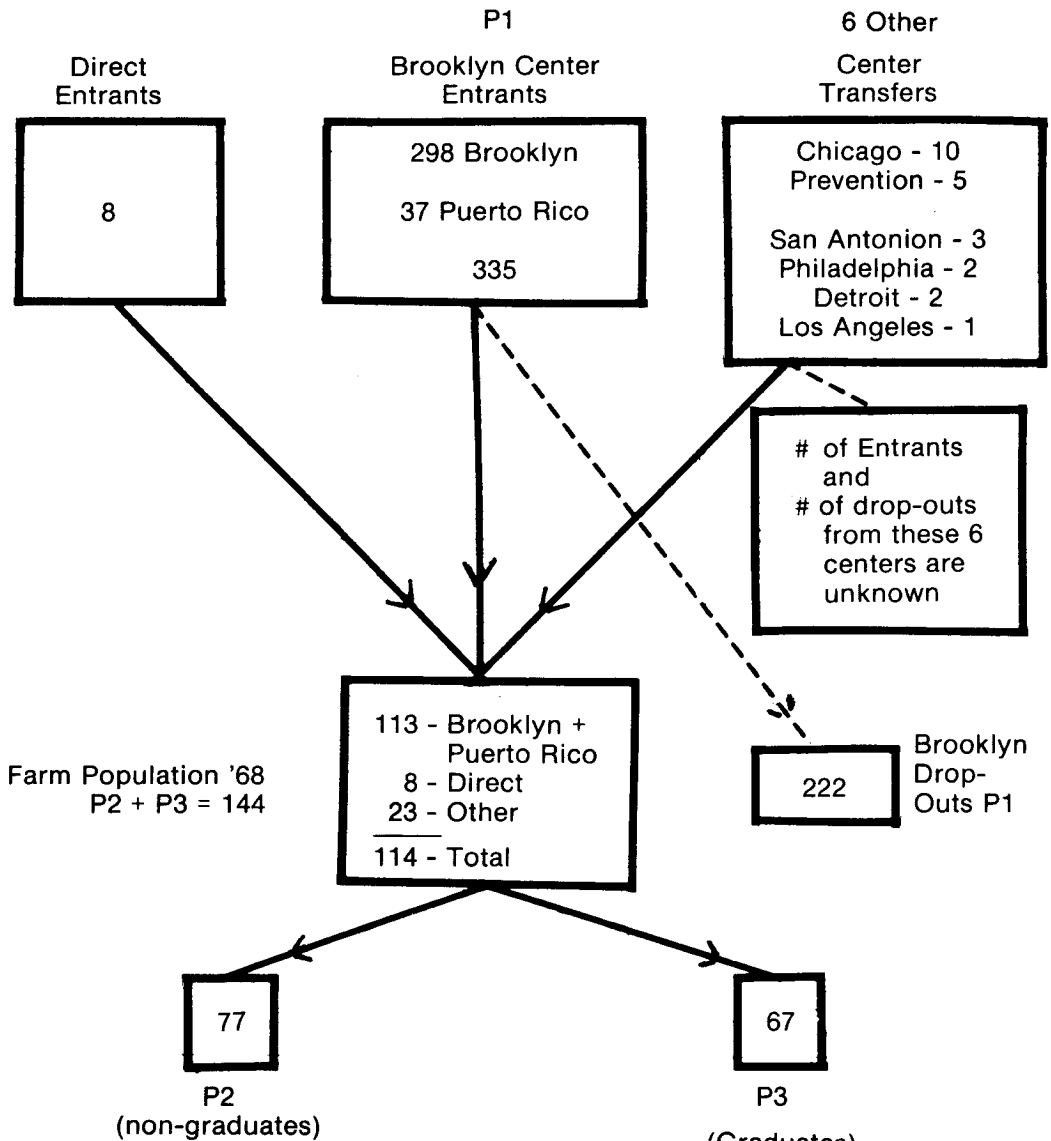 P1
6 Other
Direct
Entrants
Brooklyn Center
Entrants
Center
Transfers
8
298 Brooklyn
37 Puerto Rico
335
Chicago - 10
Prevention - 5
San Antonion - 3
Philadelphia - 2
Detroit - 2
Los Angeles - 1
# of Entrants
and
# of drop-outs
from these 6
centers are
unknown
Farm Population '68
P2 + P3 = 144
113 - Brooklyn +
Puerto Rico
8 - Direct
23 - Other
114 - Total
222
Brooklyn
Drop-
Outs P1
77
67
P2
(non-graduates)
P3
(Graduates)